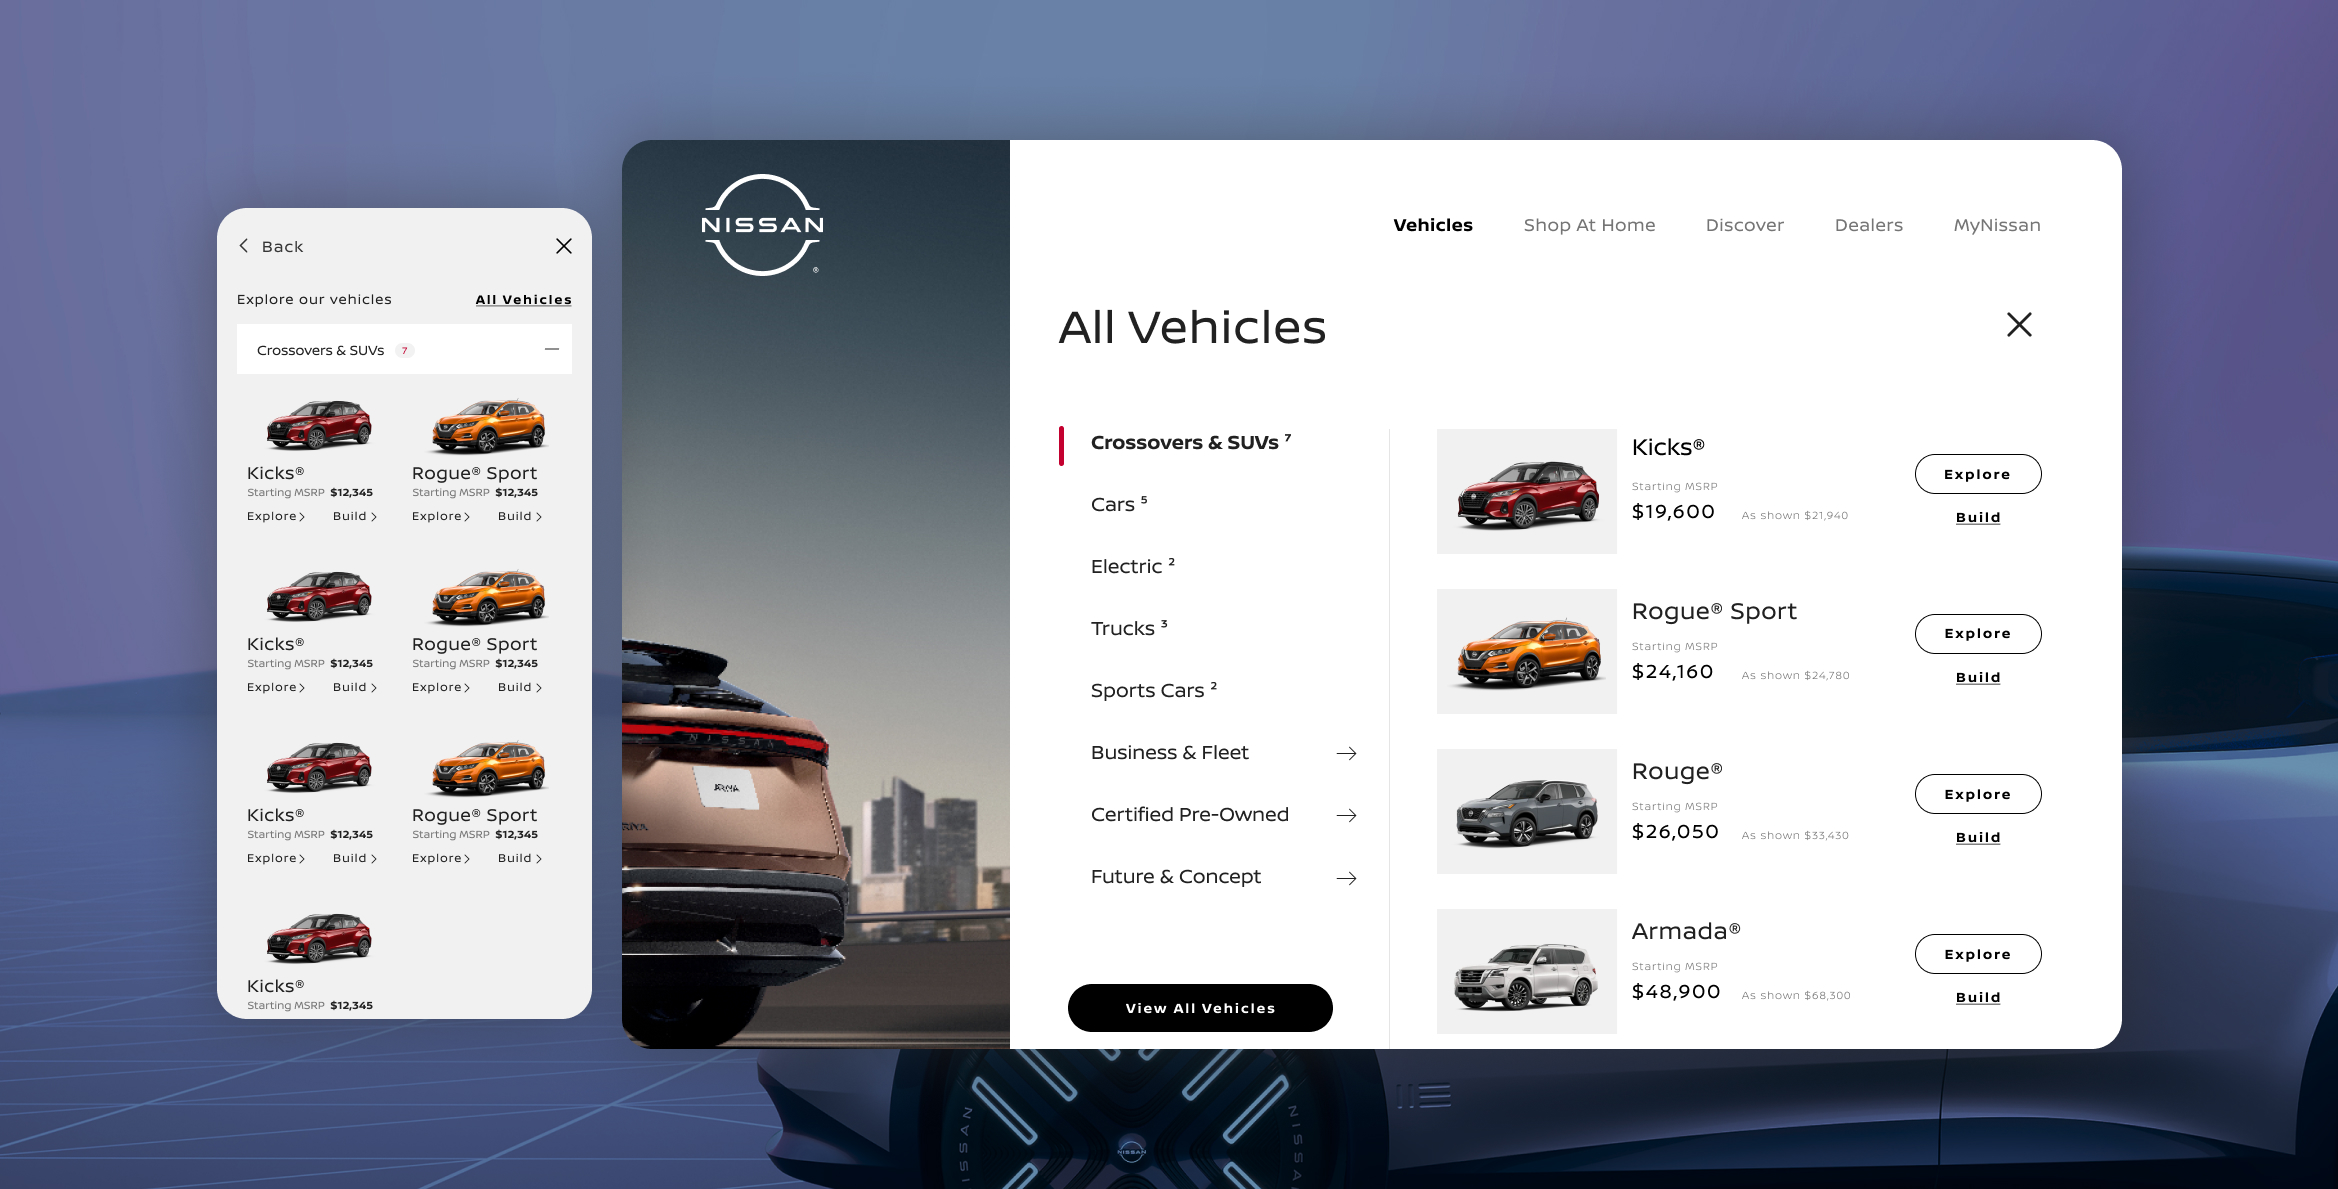 Back
Explore our vehicles
All Vehicles
Crossovers & SUVs 7
Kicks®
Starting MSRP $12,345
Explore
Build
Rogue® Sport
Starting MSRP $12,345
Explore
Build
Kicks®
Starting MSRP $12,345
Explore
Build
Rogue® Sport
Starting MSRP $12,345
Explore
Build
Kicks®
Starting MSRP $12,345
Explore
Build
Rogue® Sport
Starting MSRP $12,345
Explore
Build
Kicks®
Starting MSRP $12,345
NISSAN
®
NISSAN
Vehicles
Shop At Home
Discover
Dealers
MyNissan
All Vehicles
Crossovers & SUVs 7
Cars 5
Electric 2
Trucks 3
Sports Cars 2
Business & Fleet
Certified Pre-Owned
Future & Concept
View All Vehicles
Kicks®
Starting MSRP
$19,600
As shown $21,940
Explore
Build
Rogue® Sport
Starting MSRP
$24,160
As shown $24,780
Explore
Build
Rouge®
Starting MSRP
$26,050
As shown $33,430
Explore
Build
Armada®
Starting MSRP
$48,900
As shown $68,300
Explore
Build
NISSAN
NISSAN